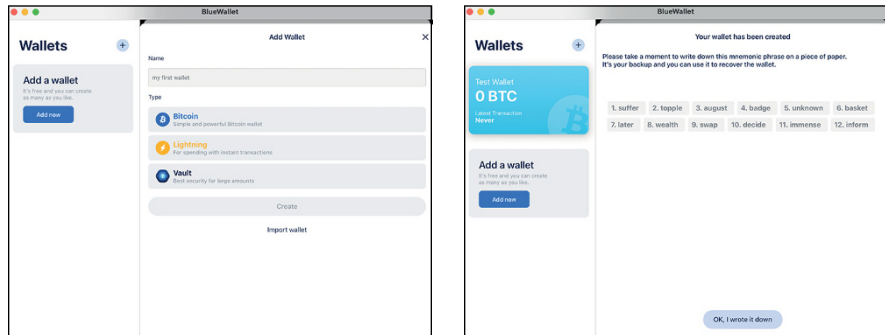 BlueWallet
Wallets
+
Add a wallet
It's free and you can create
as many as you like.
Add now
Add Wallet
Name
my first wallet
Type
Bitcoin
Simple and powerful Bitcoin wallet
Lightning
For spending with instant transactions
Vault
Best security for large amounts
Create
Import wallet
BlueWallet
Wallets
+
Test Wallet
0 BTC
Latest Transaction
Never
Add a wallet
It's free and you can create
as many as you like.
Add now
Your wallet has been created
Please take a moment to write down this mnemonic phrase on a piece of paper.
It's your backup and you can use it to recover the wallet.
1. suffer 2. topple 3. august 4. badge 5. unknown 6. basket
7. later 8. wealth 9. swap 10. decide 11. immense 12. inform
OK, I wrote it down